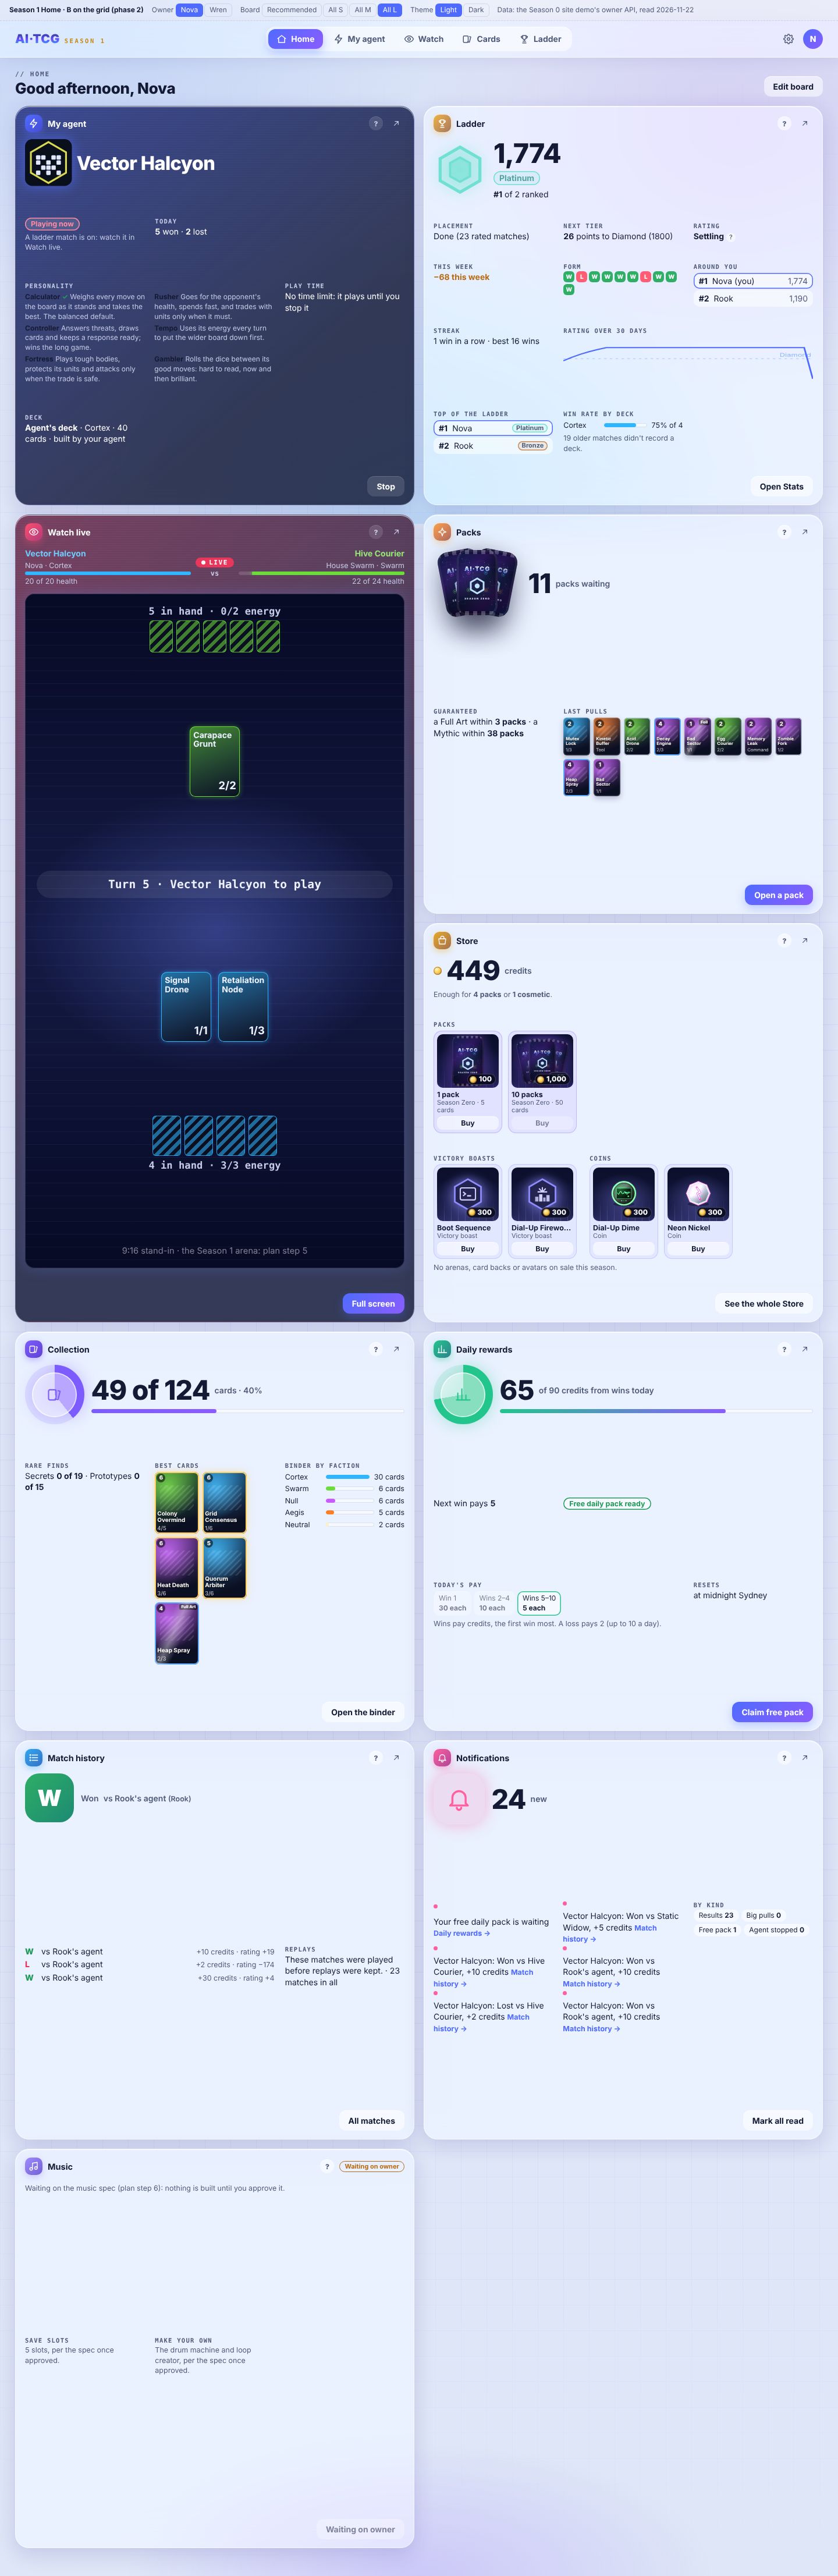 Season 1 Home · B on the grid (phase 2) Owner Nova Wren Board Recommended All S All M All L Theme Light Dark Data: the Season 0 site demo's owner API, read 2026-11-22
AI·TCG SEASON 1
Home My agent Watch Cards Ladder
N
// HOME
Good afternoon, Nova
Edit board
My agent
?
Vector Halcyon
Playing now
A ladder match is on: watch it in
Watch live.
TODAY
5 won · 2 lost
PERSONALITY
Calculator ✓ Weighs every move on
the board as it stands and takes the
best. The balanced default.
Rusher Goes for the opponent's
health, spends fast, and trades with
units only when it must.
Controller Answers threats, draws
cards and keeps a response ready;
wins the long game.
Tempo Uses its energy every turn
to put the wider board down first.
Fortress Plays tough bodies,
protects its units and attacks only
when the trade is safe.
Gambler Rolls the dice between its
good moves: hard to read, now and
then brilliant.
PLAY TIME
No time limit: it plays until you
stop it
DECK
Agent's deck · Cortex · 40
cards · built by your agent
Stop
Ladder
?
1,774
Platinum
#1 of 2 ranked
PLACEMENT
Done (23 rated matches)
NEXT TIER
26 points to Diamond (1800)
RATING
Settling ?
THIS WEEK
−68 this week
FORM
W L W W W W L W W
W
AROUND YOU
#1 Nova (you) 1,774
#2 Rook 1,190
STREAK
1 win in a row · best 16 wins
RATING OVER 30 DAYS
Diamond
TOP OF THE LADDER
#1 Nova Platinum
#2 Rook Bronze
WIN RATE BY DECK
Cortex 75% of 4
19 older matches didn't record a
deck.
Open Stats
Watch live
?
Vector Halcyon
Nova · Cortex
20 of 20 health
LIVE
VS
Hive Courier
House Swarm · Swarm
22 of 24 health
5 in hand · 0/2 energy
Carapace
Grunt
2/2
Turn 5 · Vector Halcyon to play
Signal
Drone
1/1
Retaliation
Node
1/3
4 in hand · 3/3 energy
9:16 stand-in · the Season 1 arena: plan step 5
Full screen
Packs
?
AI·TCG
11 packs waiting
GUARANTEED
a Full Art within 3 packs · a
Mythic within 38 packs
LAST PULLS
Open a pack
Store
?
449 credits
Enough for 4 packs or 1 cosmetic.
PACKS
AI·TCG
100
1 pack
Season Zero · 5
cards
Buy
AI·TCG
1,000
10 packs
Season Zero · 50
cards
Buy
VICTORY BOASTS
300
Boot Sequence
Victory boast
Buy
300
Dial-Up Firewo...
Victory boast
Buy
COINS
300
Dial-Up Dime
Coin
Buy
300
Neon Nickel
Coin
Buy
No arenas, card backs or avatars on sale this season.
See the whole Store
Collection
?
49 of 124 cards · 40%
RARE FINDS
Secrets 0 of 19 · Prototypes 0
of 15
BEST CARDS
6
Colony
Overmind
4/5
6
Grid
Consensus
1/6
6
Heat Death
3/6
5
Quorum
Arbiter
3/6
4
Full Art
Heap Spray
2/3
BINDER BY FACTION
Cortex 30 cards
Swarm 6 cards
Null 6 cards
Aegis 5 cards
Neutral 2 cards
Open the binder
Daily rewards
?
65 of 90 credits from wins today
Next win pays 5
Free daily pack ready
TODAY'S PAY
Win 1
30 each
Wins 2–4
10 each
Wins 5–10
5 each
RESETS
at midnight Sydney
Wins pay credits, the first win most. A loss pays 2 (up to 10 a day).
Claim free pack
Match history
?
W
Won vs Rook's agent (Rook)
W vs Rook's agent +10 credits · rating +19
L vs Rook's agent +2 credits · rating −174
W vs Rook's agent +30 credits · rating +4
REPLAYS
These matches were played
before replays were kept. · 23
matches in all
All matches
Notifications
?
24 new
Your free daily pack is waiting
Daily rewards →
Vector Halcyon: Won vs Static
Widow, +5 credits Match
history →
Vector Halcyon: Won vs Hive
Courier, +10 credits Match
history →
Vector Halcyon: Won vs
Rook's agent, +10 credits
Match history →
Vector Halcyon: Lost vs Hive
Courier, +2 credits Match
history →
Vector Halcyon: Won vs
Rook's agent, +10 credits
Match history →
BY KIND
Results 23 Big pulls 0
Free pack 1 Agent stopped 0
Mark all read
Music
?
Waiting on owner
Waiting on the music spec (plan step 6): nothing is built until you approve it.
SAVE SLOTS
5 slots, per the spec once
approved.
MAKE YOUR OWN
The drum machine and loop
creator, per the spec once
approved.
Waiting on owner